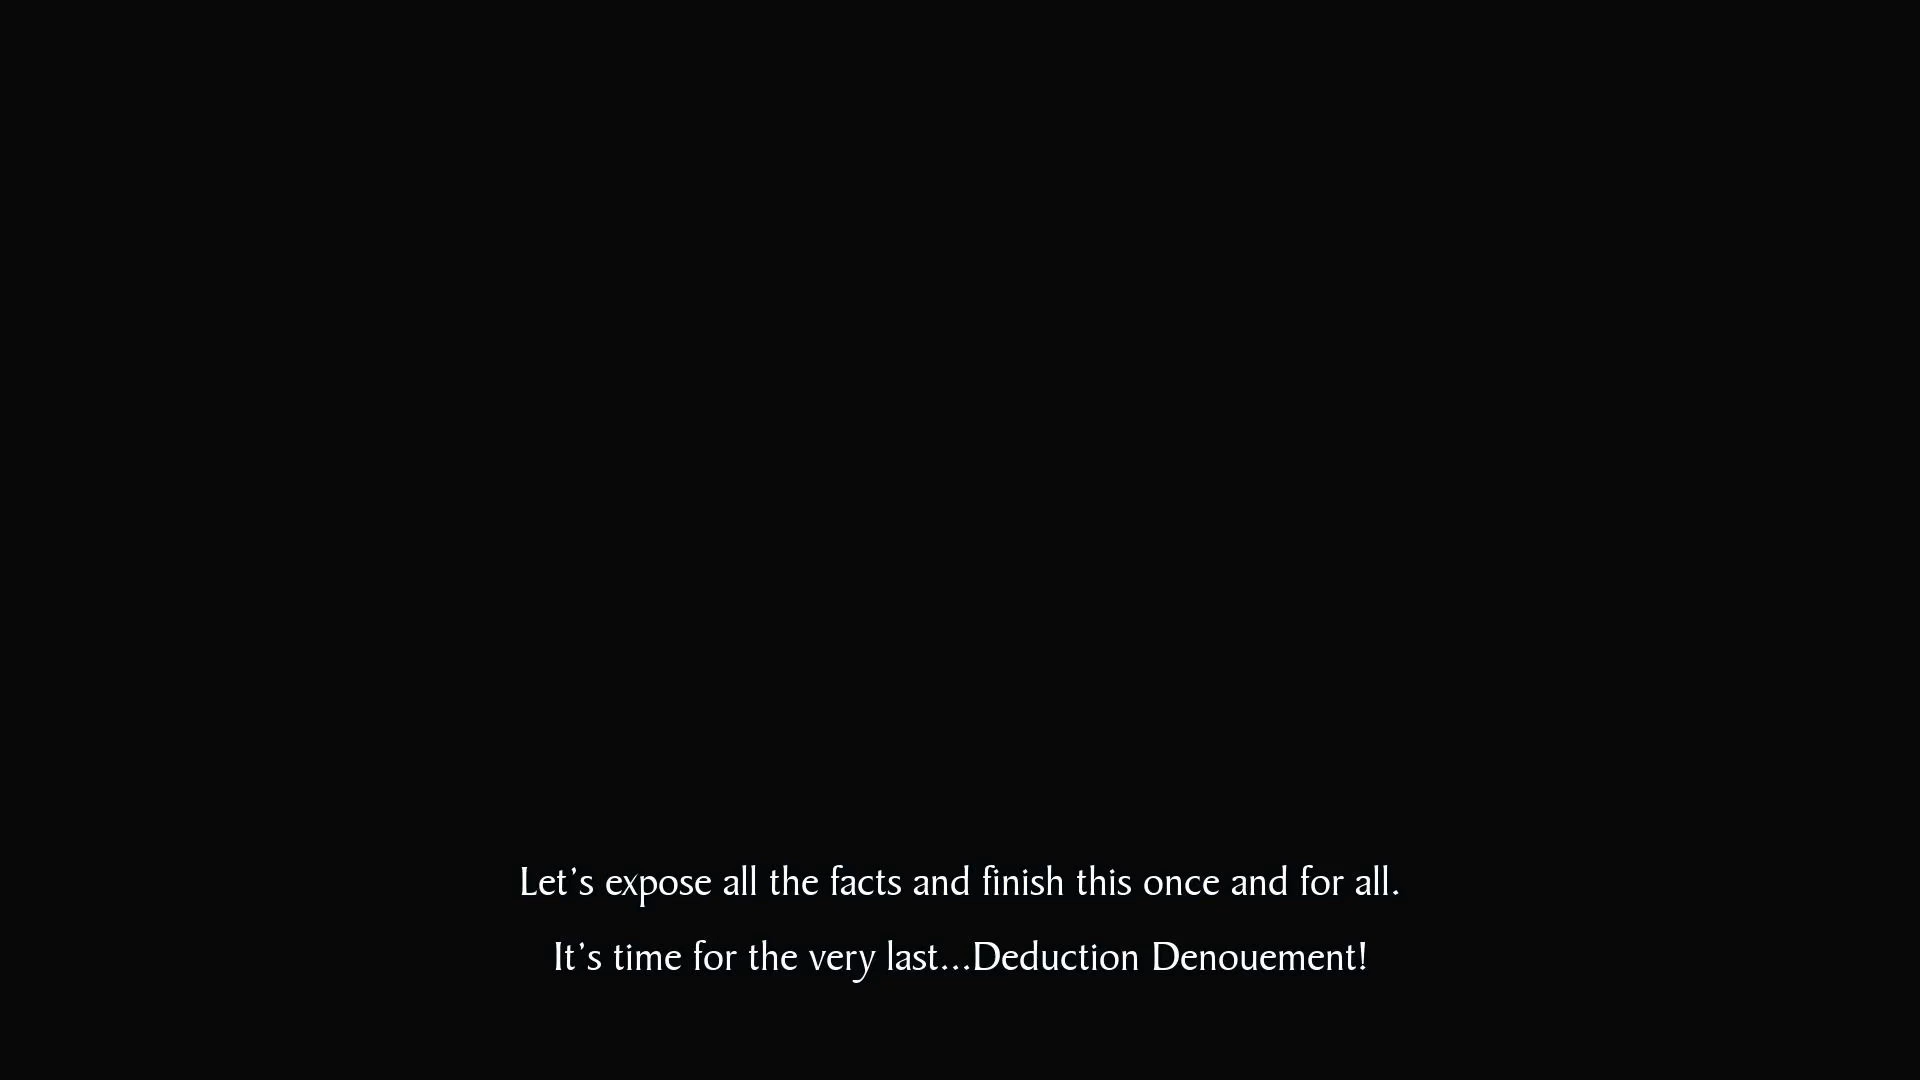 Let’s expose all the facts and finish this once and for all.
It’s time for the very last...Deduction Denouement!